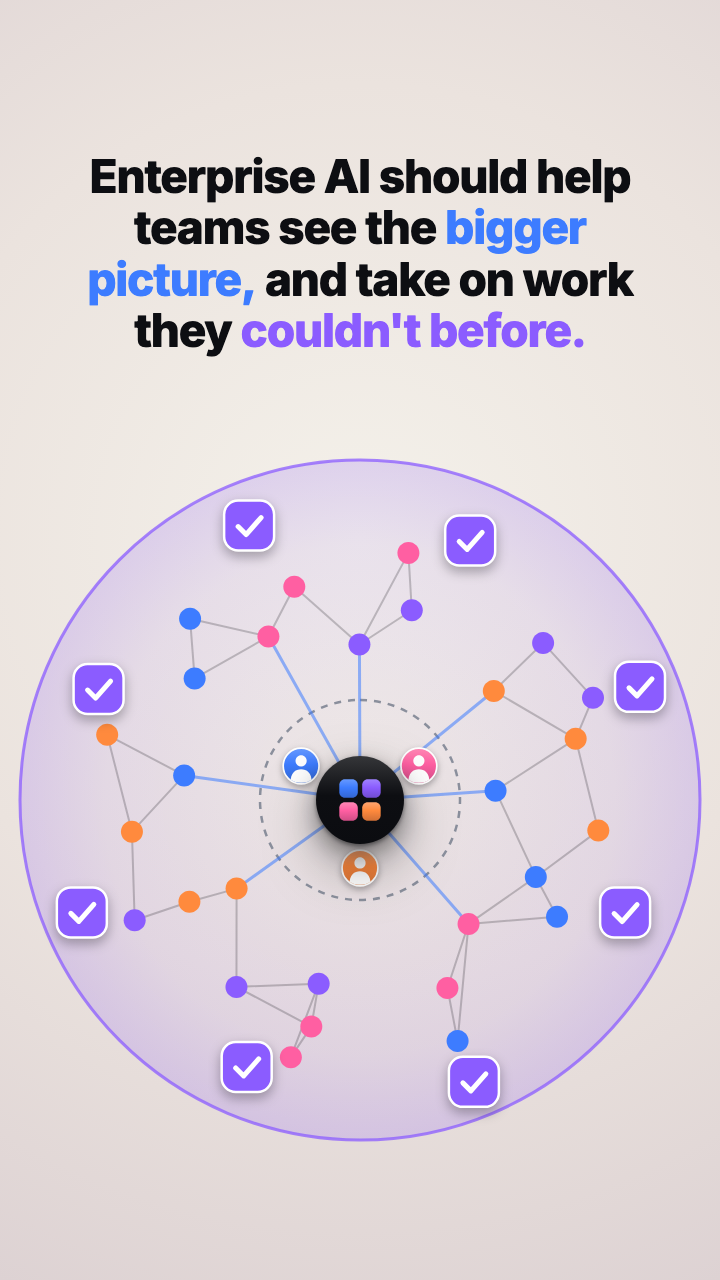 Enterprise AI should help
teams see the bigger
picture, and take on work
they couldn't before.